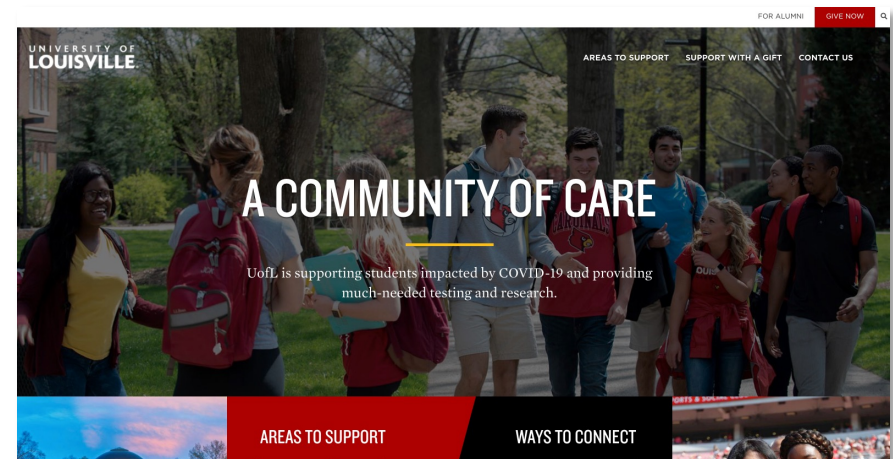 FOR ALUMNI
GIVE NOW
UNIVERSITY OF
LOUISVILLE
AREAS TO SUPPORT
SUPPORT WITH A GIFT
CONTACT US
A COMMUNITY OF CARE
UofL is supporting students impacted by COVID-19 and providing
much-needed testing and research.
AREAS TO SUPPORT
WAYS TO CONNECT